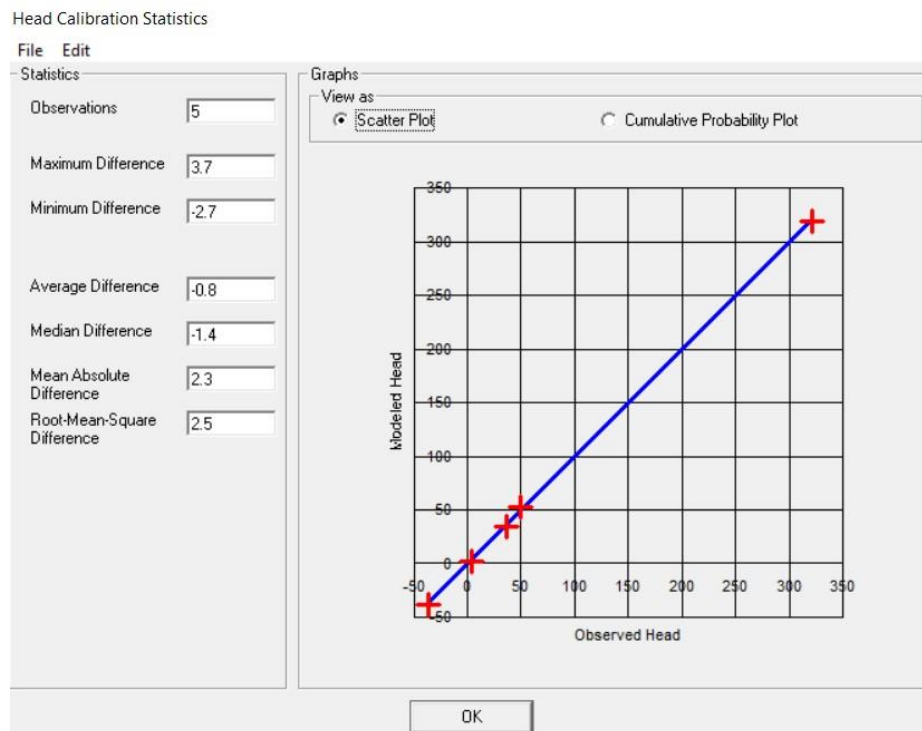 Head Calibration Statistics
File Edit
Statistics
Observations 5
Maximum Difference 3.7
Minimum Difference -2.7
Average Difference -0.8
Median Difference -1.4
Mean Absolute
Difference 2.3
Root-Mean-Square
Difference 2.5
Graphs
View as
Scatter Plot Cumulative Probability Plot
350
300
250
200
150
100
50
0
-50 0 50 100 150 200 250 300 350
-50
Modeled Head
Observed Head
OK